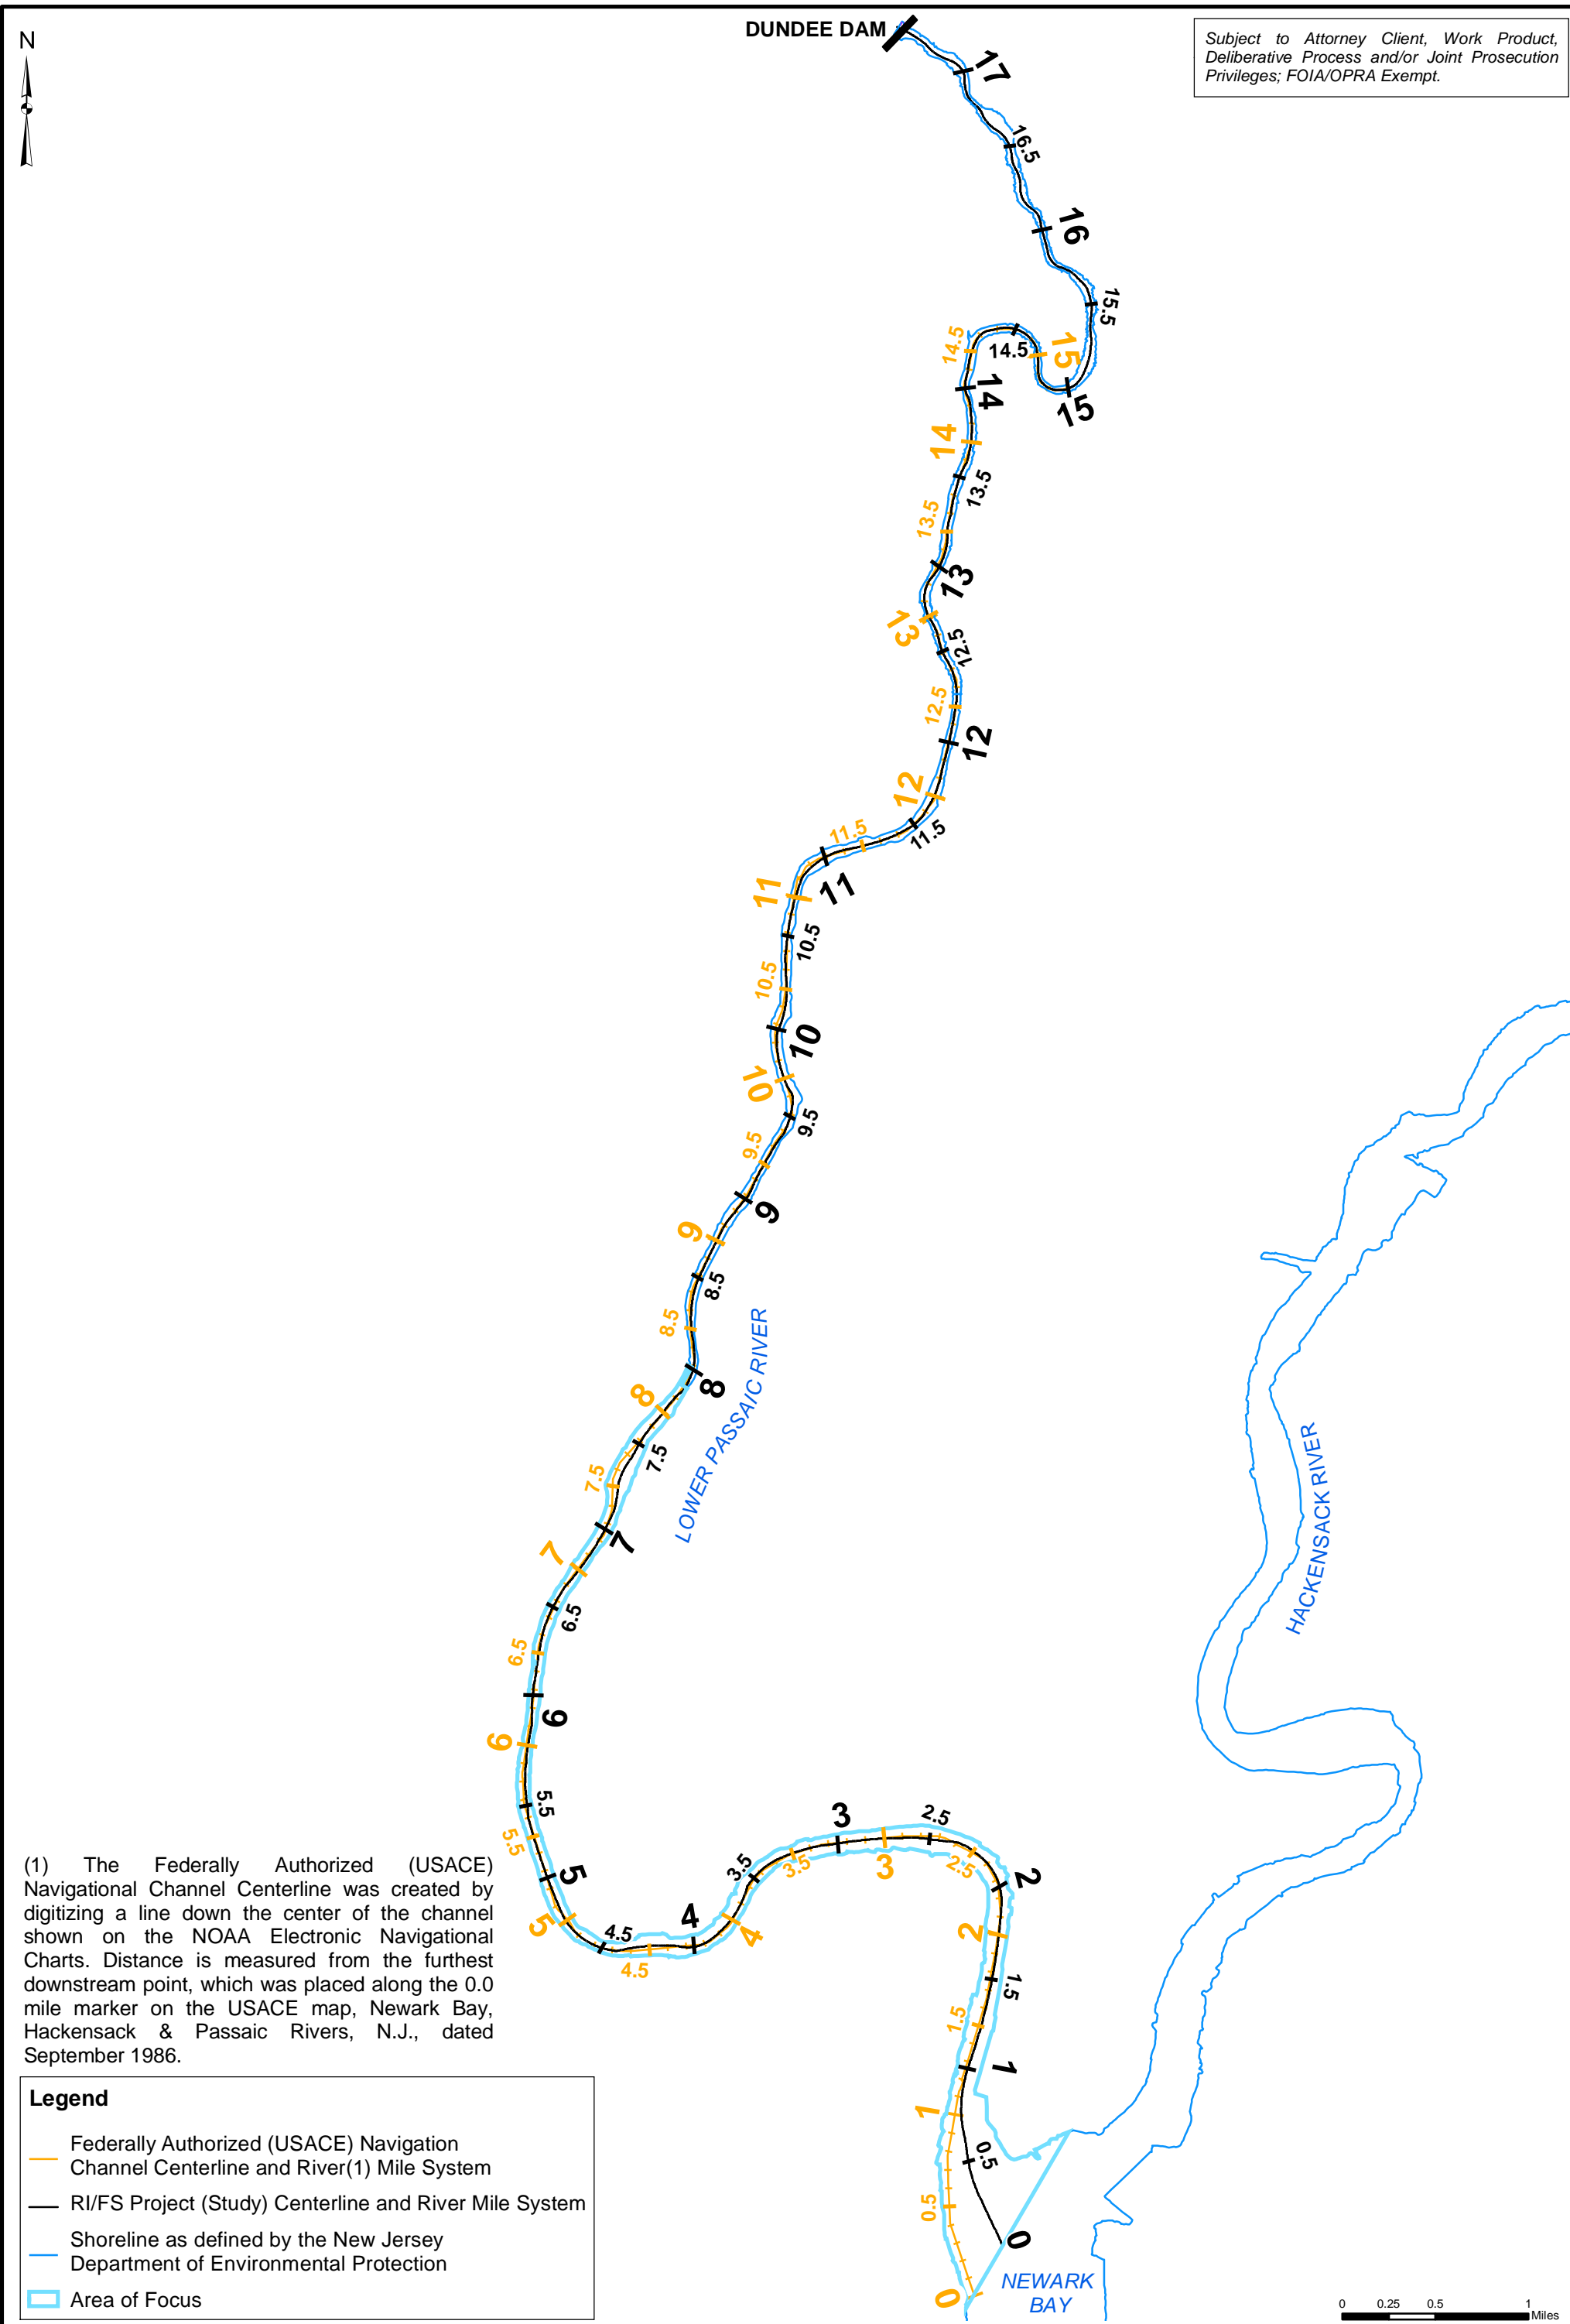 DUNDEE DAM
Subject to Attorney Client, Work Product,
Deliberative Process and/or Joint Prosecution
Privileges; FOIA/OPRA Exempt.
N
17
16.5
16
15.5
14.5
14.5
15
14
15
14
13.5
13.5
13
13
12.5
12.5
12
12
11.5
11.5
11
11
10.5
10.5
10
10
9.5
9.5
9
9
8.5
8.5
8
8
7.5
7.5
7
7
6.5
6.5
6
6
5.5
5.5
5
5
4.5
4.5
4
4
3.5
3.5
3
3
2.5
2.5
2
2
1.5
1.5
1
1
0.5
0.5
0
0
LOWER PASSAIC RIVER
HACKENSACK RIVER
NEWARK
BAY
(1) The Federally Authorized (USACE)
Navigational Channel Centerline was created by
digitizing a line down the center of the channel
shown on the NOAA Electronic Navigational
Charts. Distance is measured from the furthest
downstream point, which was placed along the 0.0
mile marker on the USACE map, Newark Bay,
Hackensack & Passaic Rivers, N.J., dated
September 1986.
Legend
Federally Authorized (USACE) Navigation
Channel Centerline and River(1) Mile System
RI/FS Project (Study) Centerline and River Mile System
Shoreline as defined by the New Jersey
Department of Environmental Protection
Area of Focus
0 0.25 0.5 1
Miles